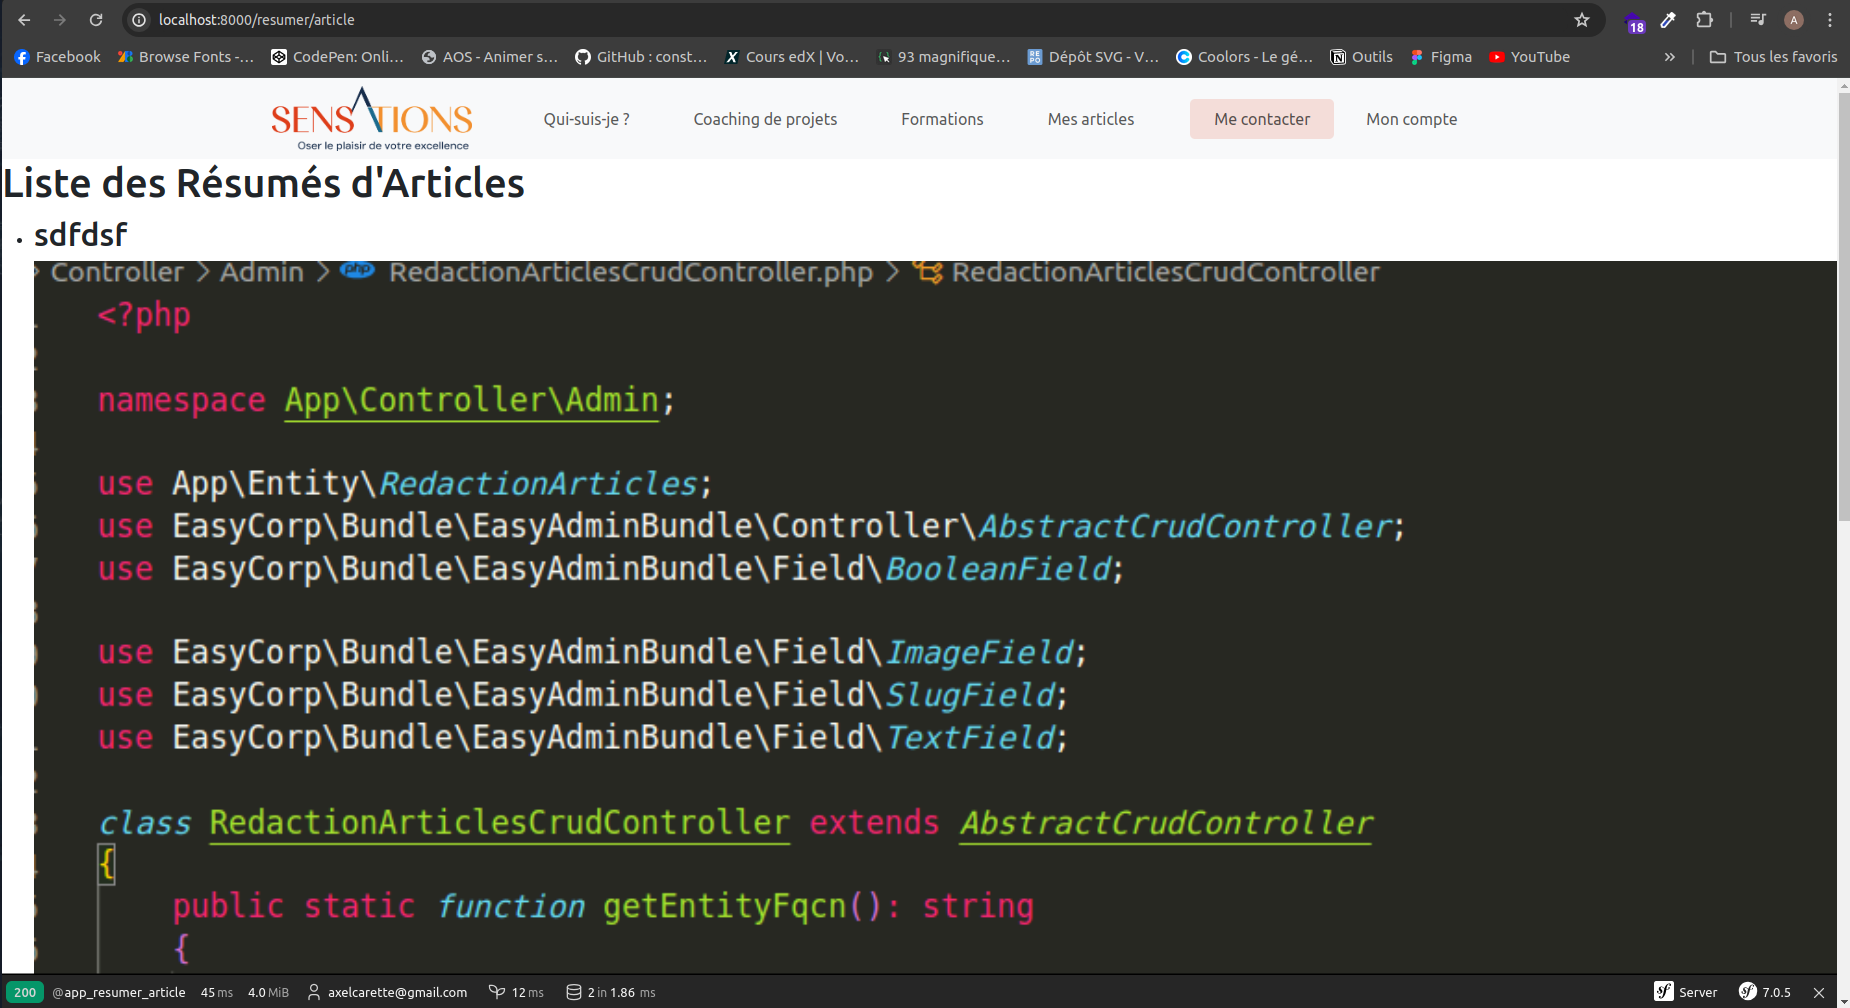 localhost:8000/resumer/article
18
A
Facebook
Browse Fonts -...
CodePen: Onli...
AOS - Animer s...
GitHub : const...
Cours edX | Vo...
93 magnifique...
Dépôt SVG - V...
Coolors - Le gé...
Outils
Figma
YouTube
»
Tous les favoris
SENSATIONS
Oser le plaisir de votre excellence
Qui-suis-je ?
Coaching de projets
Formations
Mes articles
Me contacter
Mon compte
Liste des Résumés d'Articles
• sdfdsf
Controller > Admin > php RedactionArticlesCrudController.php > RedactionArticlesCrudController
<?php
namespace App\Controller\Admin;
use App\Entity\RedactionArticles;
use EasyCorp\Bundle\EasyAdminBundle\Controller\AbstractCrudController;
use EasyCorp\Bundle\EasyAdminBundle\Field\BooleanField;
use EasyCorp\Bundle\EasyAdminBundle\Field\ImageField;
use EasyCorp\Bundle\EasyAdminBundle\Field\SlugField;
use EasyCorp\Bundle\EasyAdminBundle\Field\TextField;
class RedactionArticlesCrudController extends AbstractCrudController
{
public static function getEntityFqcn(): string
{
200 @app_resumer_article 45 ms 4.0 MiB axelcarette@gmail.com 12 ms 2 in 1.86 ms sf Server sf 7.0.5